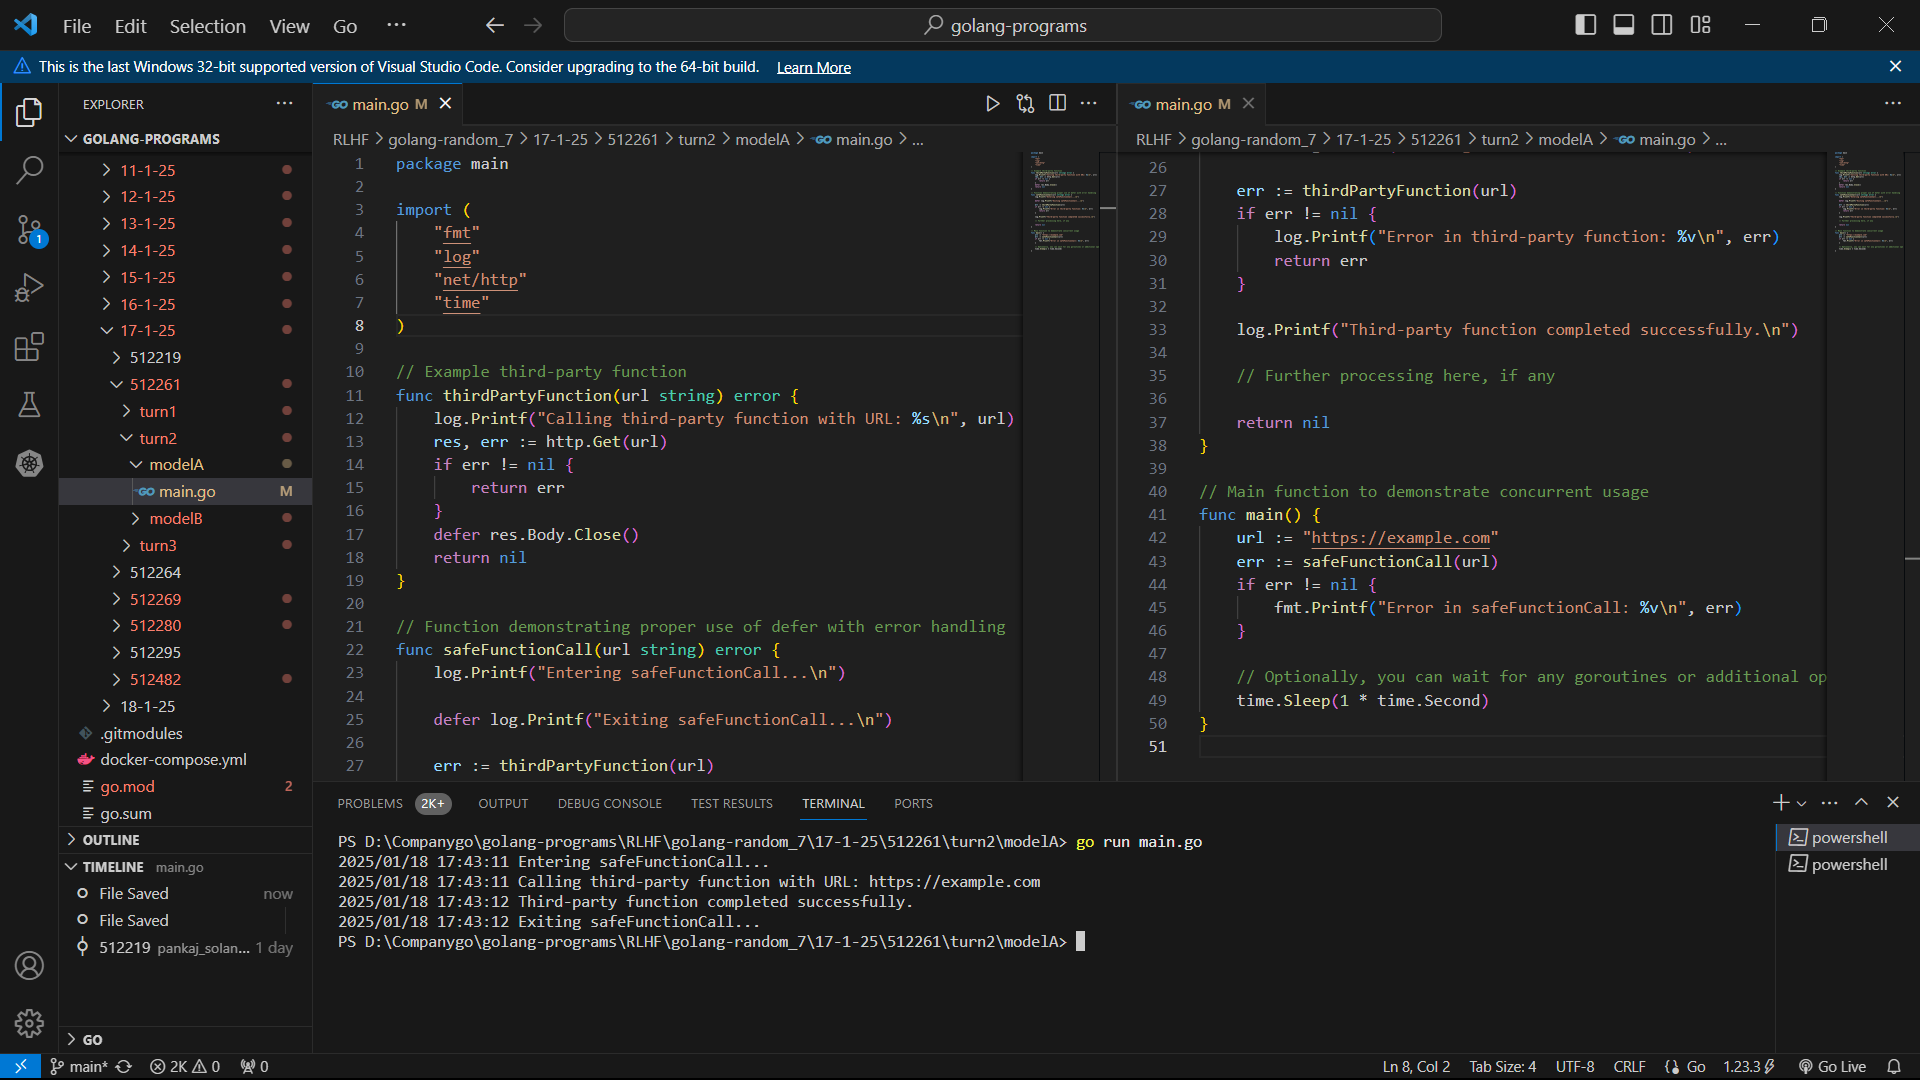 File Edit Selection View Go ··· golang-programs
This is the last Windows 32-bit supported version of Visual Studio Code. Consider upgrading to the 64-bit build. Learn More
EXPLORER ···
GOLANG-PROGRAMS
11-1-25
12-1-25
13-1-25
14-1-25
15-1-25
16-1-25
17-1-25
512219
512261
turn1
turn2
modelA
main.go M
modelB
turn3
512264
512269
512280
512295
512482
18-1-25
.gitmodules
docker-compose.yml
go.mod 2
go.sum
OUTLINE
TIMELINE main.go
File Saved now
File Saved
512219 pankaj_solan... 1 day
GO
1
main.go M
RLHF > golang-random_7 > 17-1-25 > 512261 > turn2 > modelA > main.go > ...
1 package main
2
3 import (
4 "fmt"
5 "log"
6 "net/http"
7 "time"
8 )
9
10 // Example third-party function
11 func thirdPartyFunction(url string) error {
12 log.Printf("Calling third-party function with URL: %s\n", url)
13 res, err := http.Get(url)
14 if err != nil {
15 return err
16 }
17 defer res.Body.Close()
18 return nil
19 }
20
21 // Function demonstrating proper use of defer with error handling
22 func safeFunctionCall(url string) error {
23 log.Printf("Entering safeFunctionCall...\n")
24
25 defer log.Printf("Exiting safeFunctionCall...\n")
26
27 err := thirdPartyFunction(url)
main.go M
RLHF > golang-random_7 > 17-1-25 > 512261 > turn2 > modelA > main.go > ...
26
27 err := thirdPartyFunction(url)
28 if err != nil {
29 log.Printf("Error in third-party function: %v\n", err)
30 return err
31 }
32
33 log.Printf("Third-party function completed successfully.\n")
34
35 // Further processing here, if any
36
37 return nil
38 }
39
40 // Main function to demonstrate concurrent usage
41 func main() {
42 url := "https://example.com"
43 err := safeFunctionCall(url)
44 if err != nil {
45 fmt.Printf("Error in safeFunctionCall: %v\n", err)
46 }
47
48 // Optionally, you can wait for any goroutines or additional op
49 time.Sleep(1 * time.Second)
50 }
51
PROBLEMS 2K+ OUTPUT DEBUG CONSOLE TEST RESULTS TERMINAL PORTS
PS D:\Companygo\golang-programs\RLHF\golang-random_7\17-1-25\512261\turn2\modelA> go run main.go
2025/01/18 17:43:11 Entering safeFunctionCall...
2025/01/18 17:43:11 Calling third-party function with URL: https://example.com
2025/01/18 17:43:12 Third-party function completed successfully.
2025/01/18 17:43:12 Exiting safeFunctionCall...
PS D:\Companygo\golang-programs\RLHF\golang-random_7\17-1-25\512261\turn2\modelA>
powershell
powershell
main* 2K 0 0 Ln 8, Col 2 Tab Size: 4 UTF-8 CRLF Go 1.23.3 Go Live